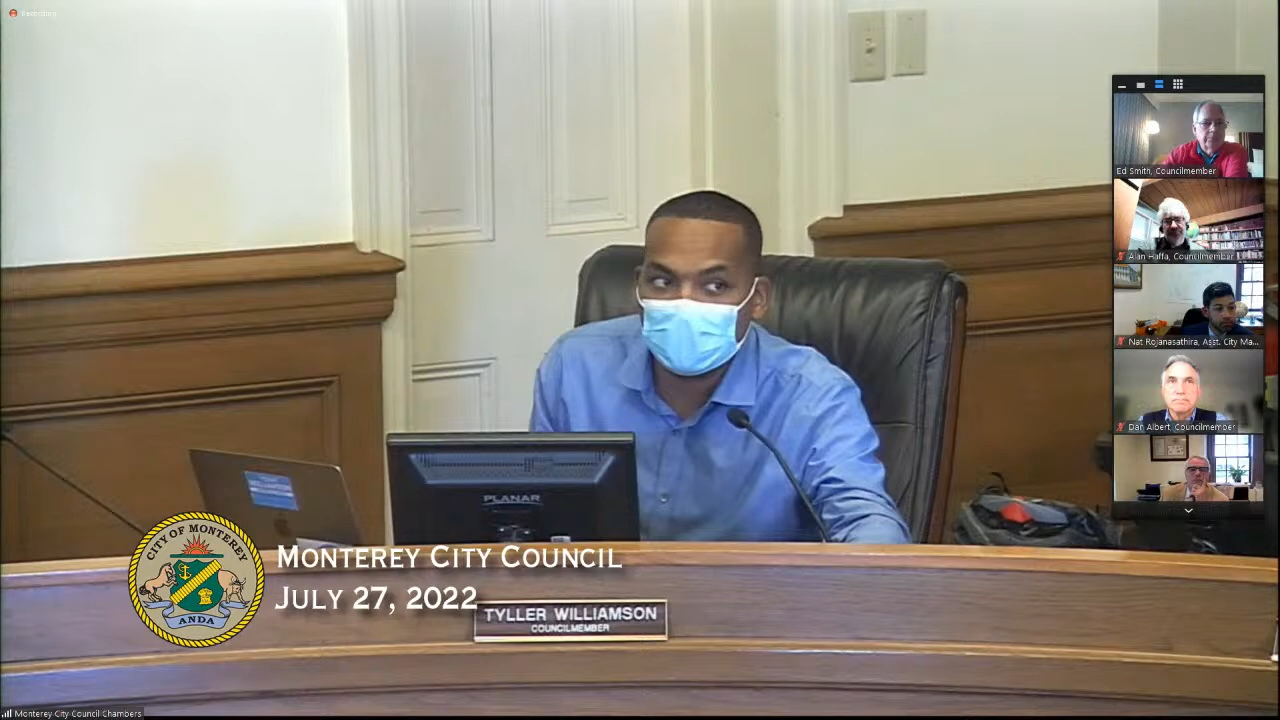 Recording
Ed Smith, Councilmember
Alan Haffa, Councilmember
Nat Rojanasathira, Asst. City Ma...
Dan Albert, Councilmember
WILLIAMSON
PLANAR
CITY OF MONTEREY
ANDA
MONTEREY CITY COUNCIL
JULY 27, 2022
TYLLER WILLIAMSON
COUNCILMEMBER
Monterey City Council Chambers